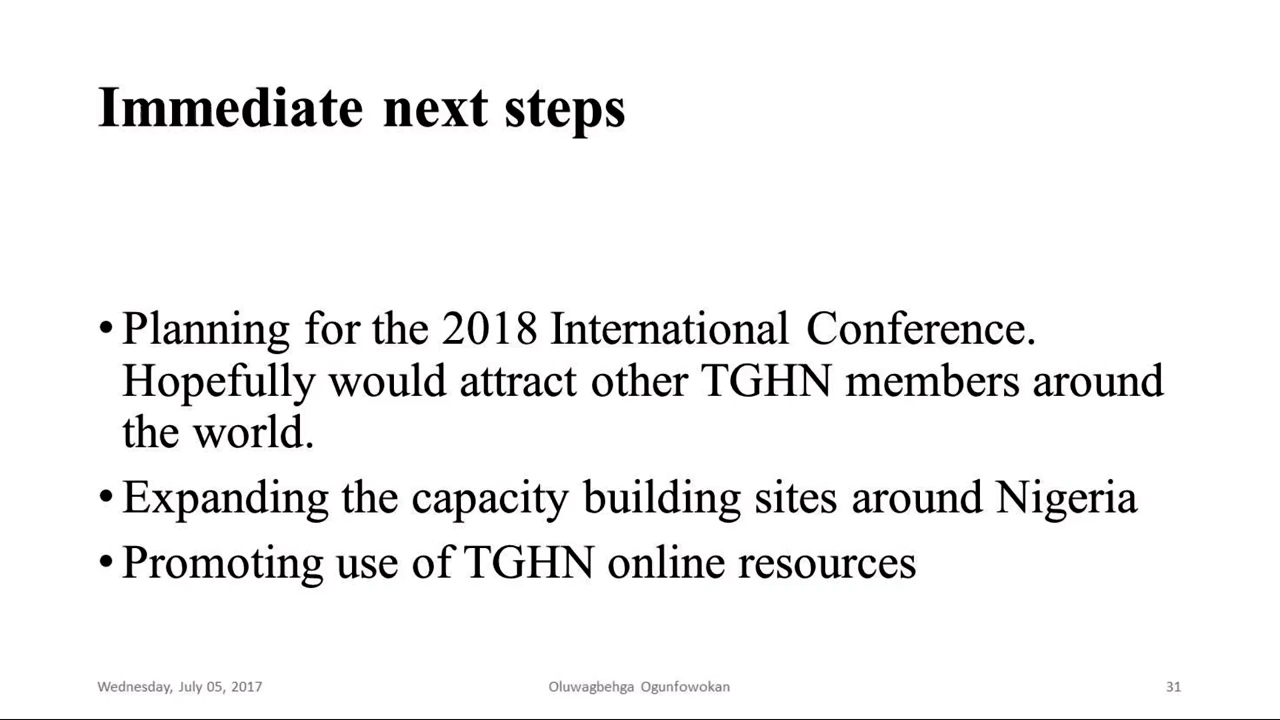 Immediate next steps
• Planning for the 2018 International Conference.
Hopefully would attract other TGHN members around
the world.
• Expanding the capacity building sites around Nigeria
• Promoting use of TGHN online resources
Wednesday, July 05, 2017 Oluwagbehga Ogunfowokan 31